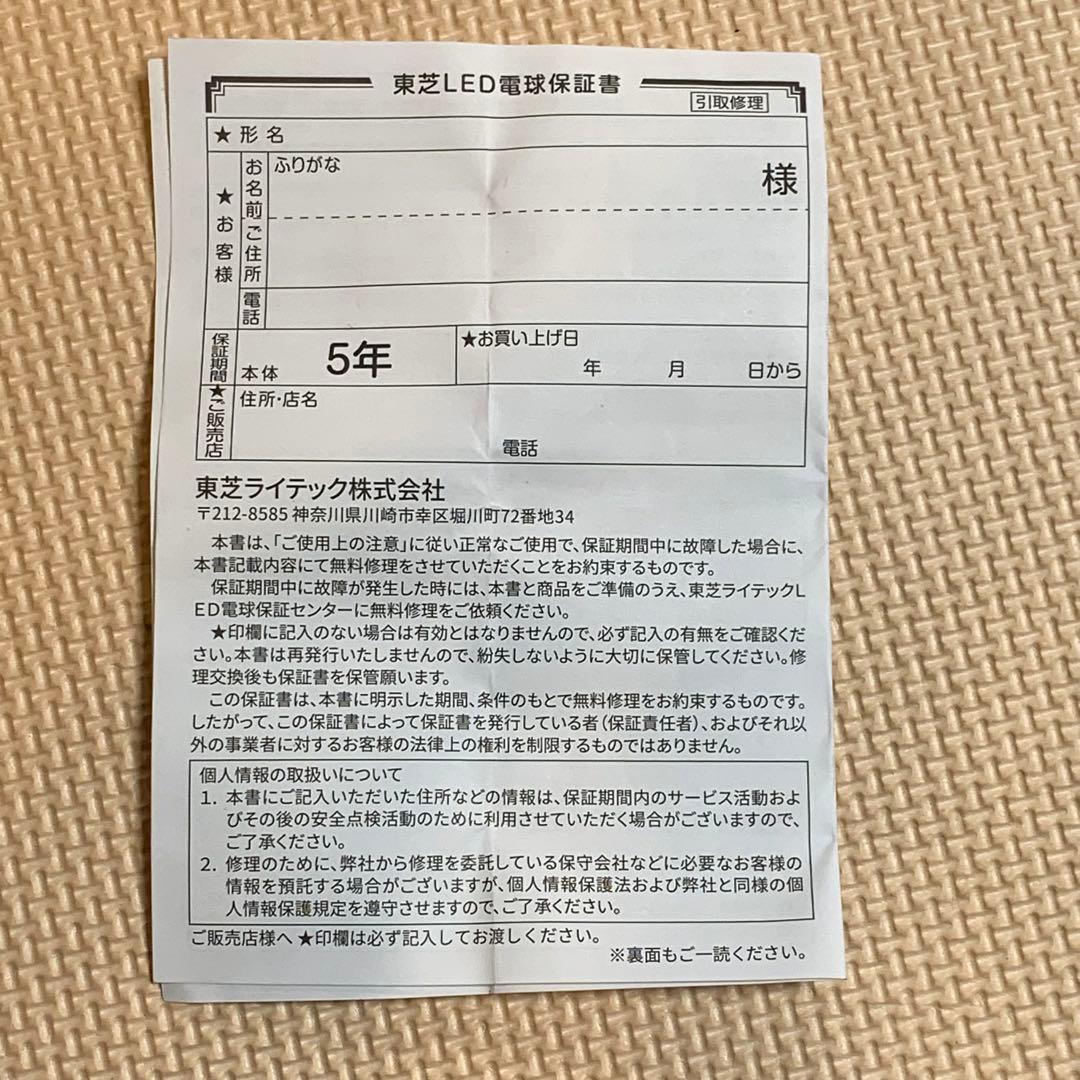 東芝LED電球保証書
引取修理
★形名
★お客様
お名前
ふりがな
様
ご住所
電話
保証期間
本体 5年
★お買い上げ日
年 月 日から
★ご販売店
住所・店名
電話
東芝ライテック株式会社
〒212-8585 神奈川県川崎市幸区堀川町72番地34
本書は、「ご使用上の注意」に従い正常なご使用で、保証期間中に故障した場合に、
本書記載内容にて無料修理をさせていただくことをお約束するものです。
保証期間中に故障が発生した時には、本書と商品をご準備のうえ、東芝ライテックL
ED電球保証センターに無料修理をご依頼ください。
★印欄に記入のない場合は有効とはなりませんので、必ず記入の有無をご確認くだ
さい。本書は再発行いたしませんので、紛失しないように大切に保管してください。修
理交換後も保証書を保管願います。
この保証書は、本書に明示した期間、条件のもとで無料修理をお約束するものです。
したがって、この保証書によって保証書を発行している者（保証責任者）、およびそれ以
外の事業者に対するお客様の法律上の権利を制限するものではありません。
個人情報の取扱いについて
1. 本書にご記入いただいた住所などの情報は、保証期間内のサービス活動およ
びその後の安全点検活動のために利用させていただく場合がございますので、
ご了承ください。
2. 修理のために、弊社から修理を委託している保守会社などに必要なお客様の
情報を預託する場合がございますが、個人情報保護法および弊社と同様の個
人情報保護規定を遵守させますので、ご了承ください。
ご販売店様へ ★印欄は必ず記入してお渡しください。
※裏面もご一読ください。